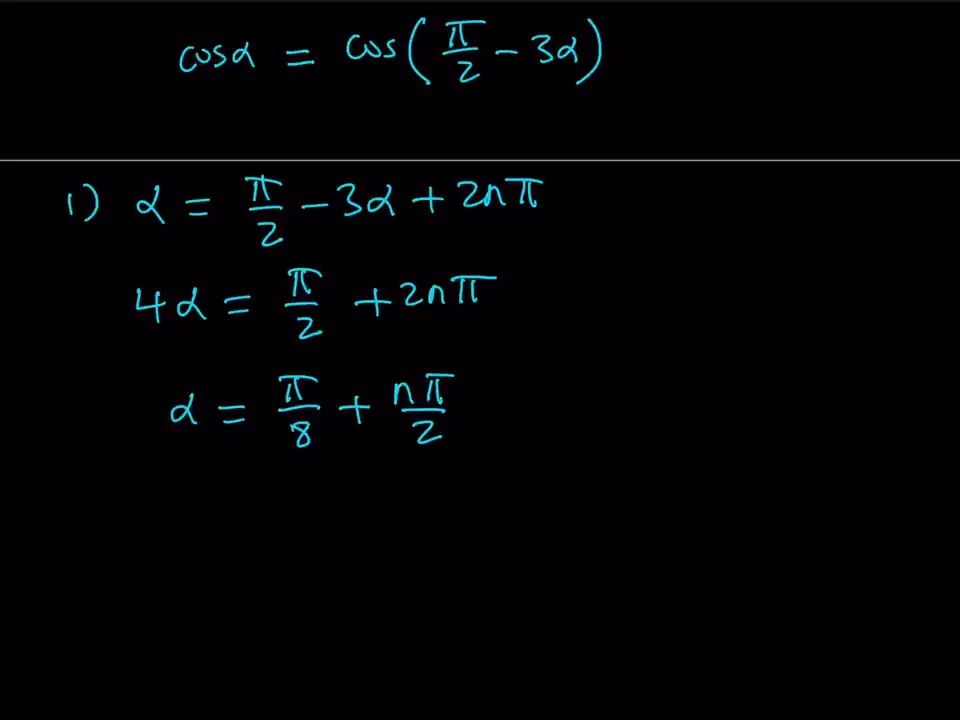 cosα = cos(π/2 - 3α)
1) α = π/2 - 3α + 2nπ
4α = π/2 + 2nπ
α = π/8 + nπ/2